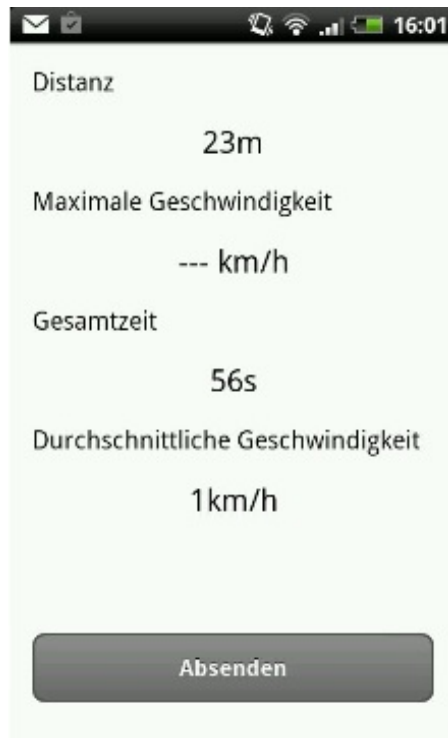 16:01
Distanz
23m
Maximale Geschwindigkeit
--- km/h
Gesamtzeit
56s
Durchschnittliche Geschwindigkeit
1km/h
Absenden